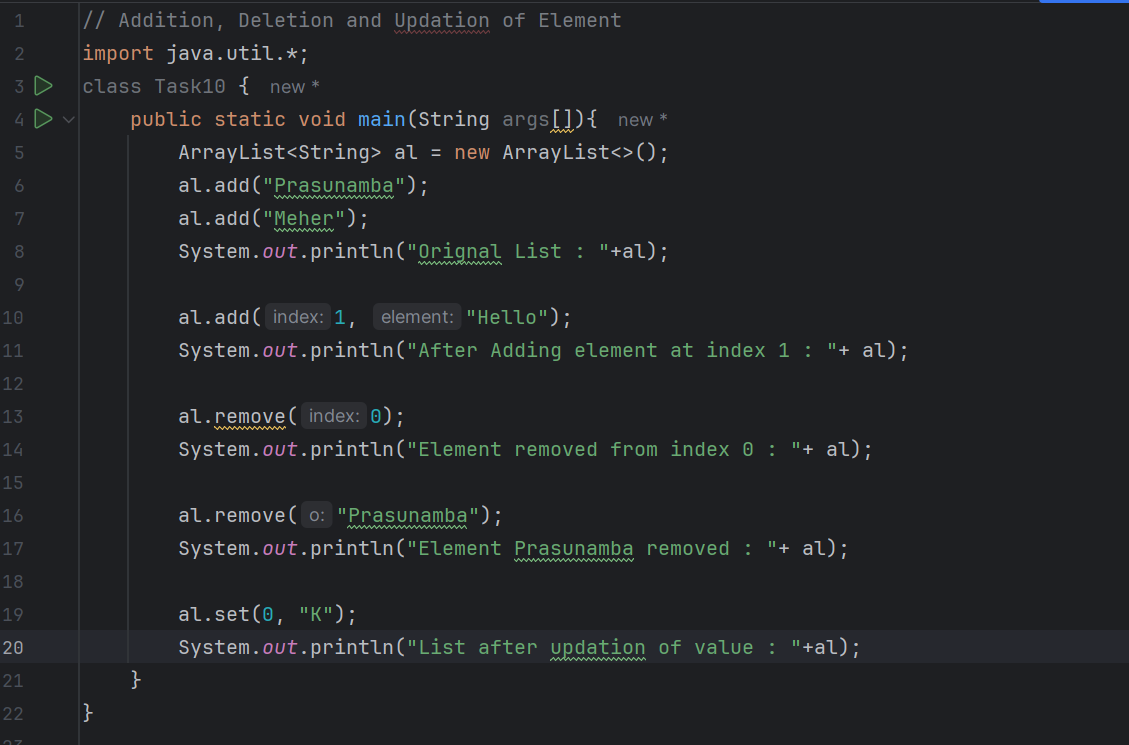 1 // Addition, Deletion and Updation of Element
2 import java.util.*;
3 class Task10 { new *
4 public static void main(String args[]){ new *
5 ArrayList<String> al = new ArrayList<>();
6 al.add("Prasunamba");
7 al.add("Meher");
8 System.out.println("Orignal List : "+al);
9
10 al.add( index: 1, element: "Hello");
11 System.out.println("After Adding element at index 1 : "+ al);
12
13 al.remove( index: 0);
14 System.out.println("Element removed from index 0 : "+ al);
15
16 al.remove( o: "Prasunamba");
17 System.out.println("Element Prasunamba removed : "+ al);
18
19 al.set(0, "K");
20 System.out.println("List after updation of value : "+al);
21 }
22 }
23